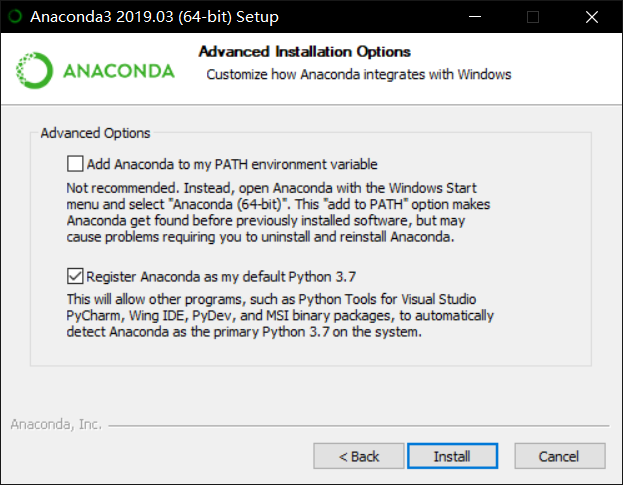 Anaconda3 2019.03 (64-bit) Setup
Advanced Installation Options
Customize how Anaconda integrates with Windows
ANACONDA
Advanced Options
Add Anaconda to my PATH environment variable
Not recommended. Instead, open Anaconda with the Windows Start
menu and select "Anaconda (64-bit)". This "add to PATH" option makes
Anaconda get found before previously installed software, but may
cause problems requiring you to uninstall and reinstall Anaconda.
Register Anaconda as my default Python 3.7
This will allow other programs, such as Python Tools for Visual Studio
PyCharm, Wing IDE, PyDev, and MSI binary packages, to automatically
detect Anaconda as the primary Python 3.7 on the system.
Anaconda, Inc.
< Back
Install
Cancel